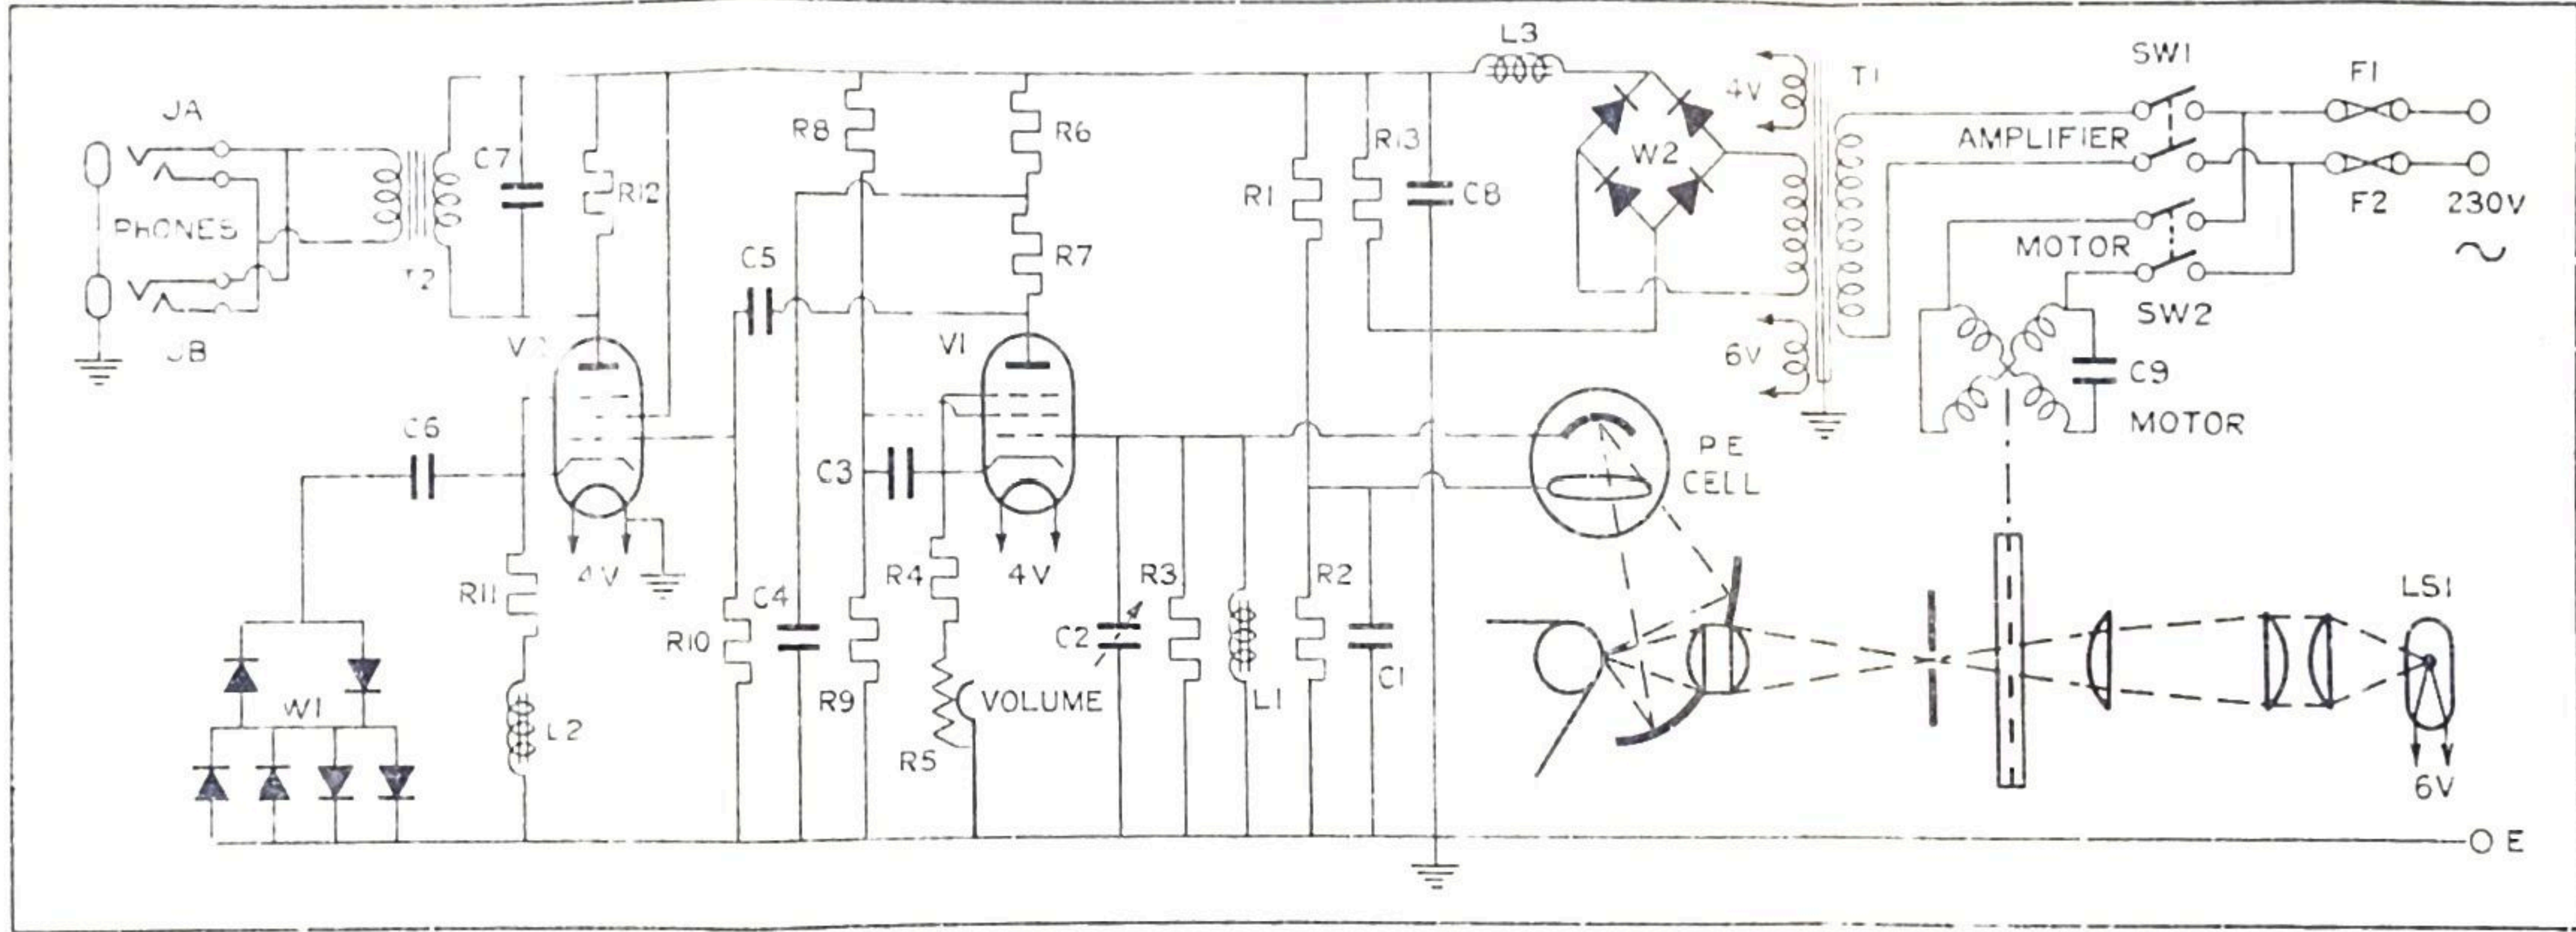 L3
SW1
F1
T1
4V
JA
C7
R8
R6
R13
AMPLIFIER
W2
R12
R1
C8
F2
230V
PHONES
MOTOR
R7
C5
T2
SW2
6V
JB
V1
C9
MOTOR
C6
PE
CELL
C3
4V
4V
R4
R3
R2
LS1
R11
C4
R10
C2
C1
W1
R9
VOLUME
L1
L2
R5
6V
E